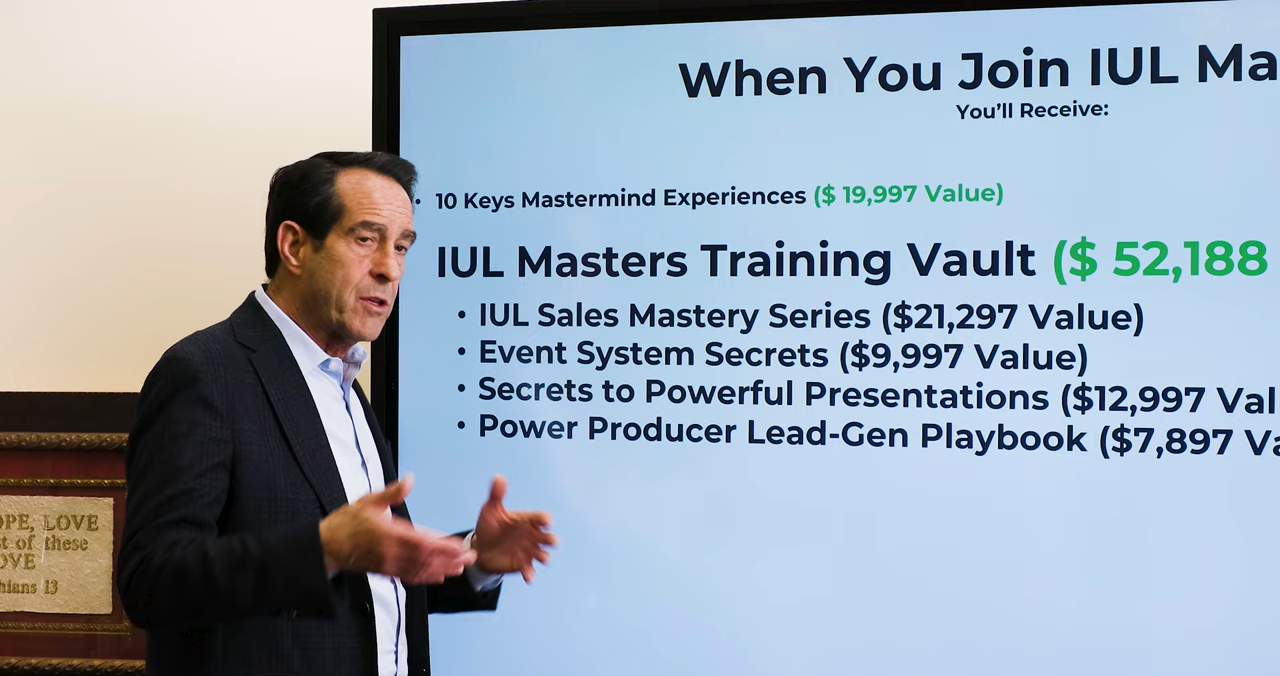 When You Join IUL Ma
You'll Receive:
• 10 Keys Mastermind Experiences ($ 19,997 Value)
IUL Masters Training Vault ($ 52,188
• IUL Sales Mastery Series ($21,297 Value)
• Event System Secrets ($9,997 Value)
• Secrets to Powerful Presentations ($12,997 Val
• Power Producer Lead-Gen Playbook ($7,897 Va
OPE, LOVE
st of these
OVE
hians 13